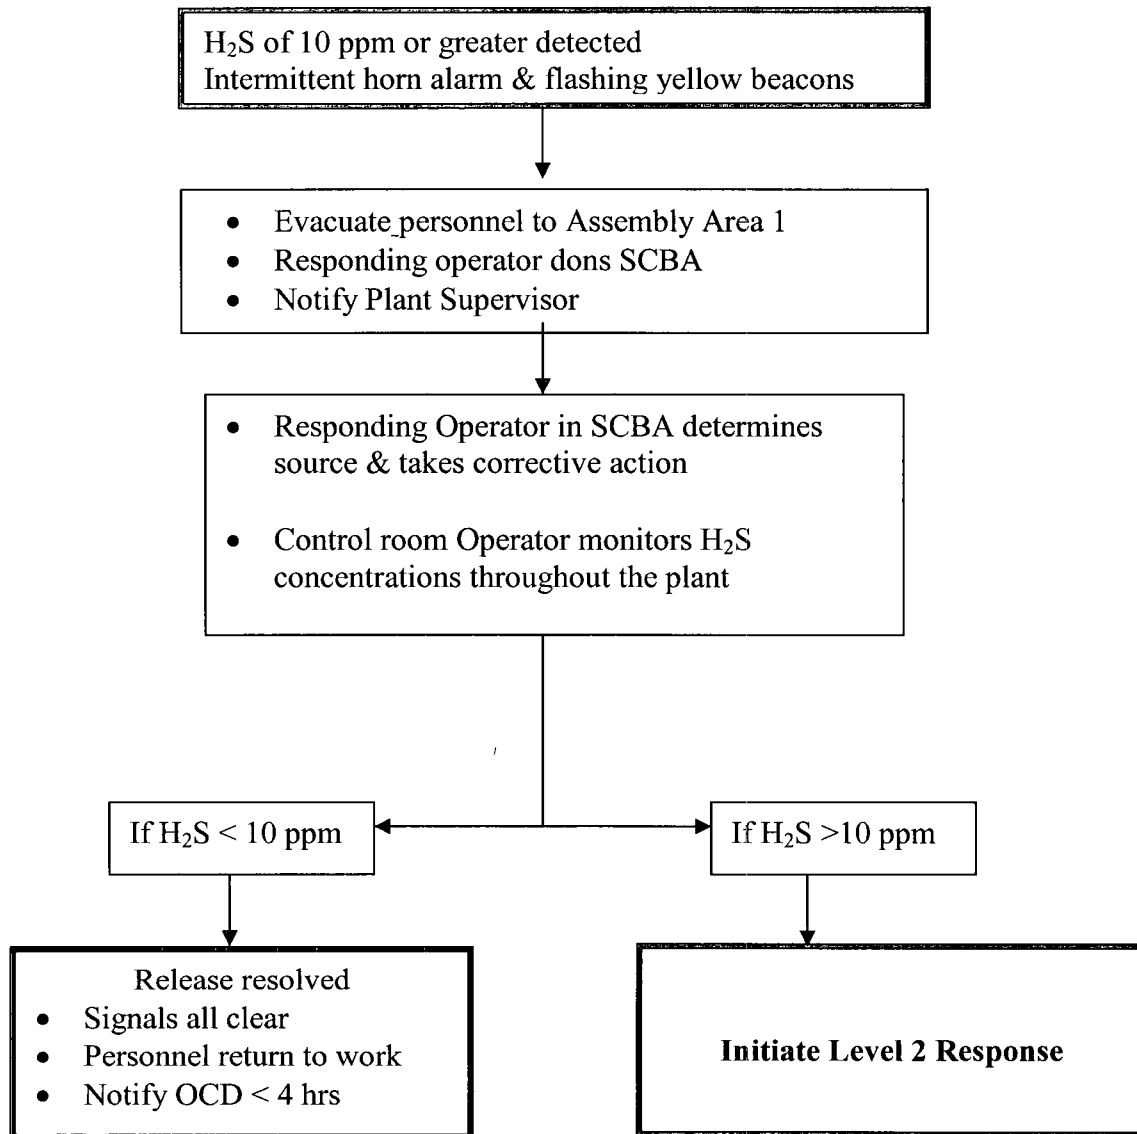 H₂S of 10 ppm or greater detected
Intermittent horn alarm & flashing yellow beacons
• Evacuate personnel to Assembly Area 1
• Responding operator dons SCBA
• Notify Plant Supervisor
• Responding Operator in SCBA determines
source & takes corrective action
• Control room Operator monitors H₂S
concentrations throughout the plant
If H₂S < 10 ppm
If H₂S >10 ppm
Release resolved
• Signals all clear
• Personnel return to work
• Notify OCD < 4 hrs
Initiate Level 2 Response